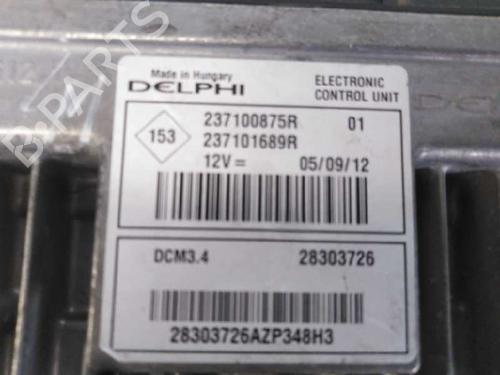 Made in Hungary
DELPHI
ELECTRONIC
CONTROL UNIT
153
237100875R 01
237101689R
12V= 05/09/12
DCM3.4 28303726
28303726AZP348H3
B-PARTS
DELPHI